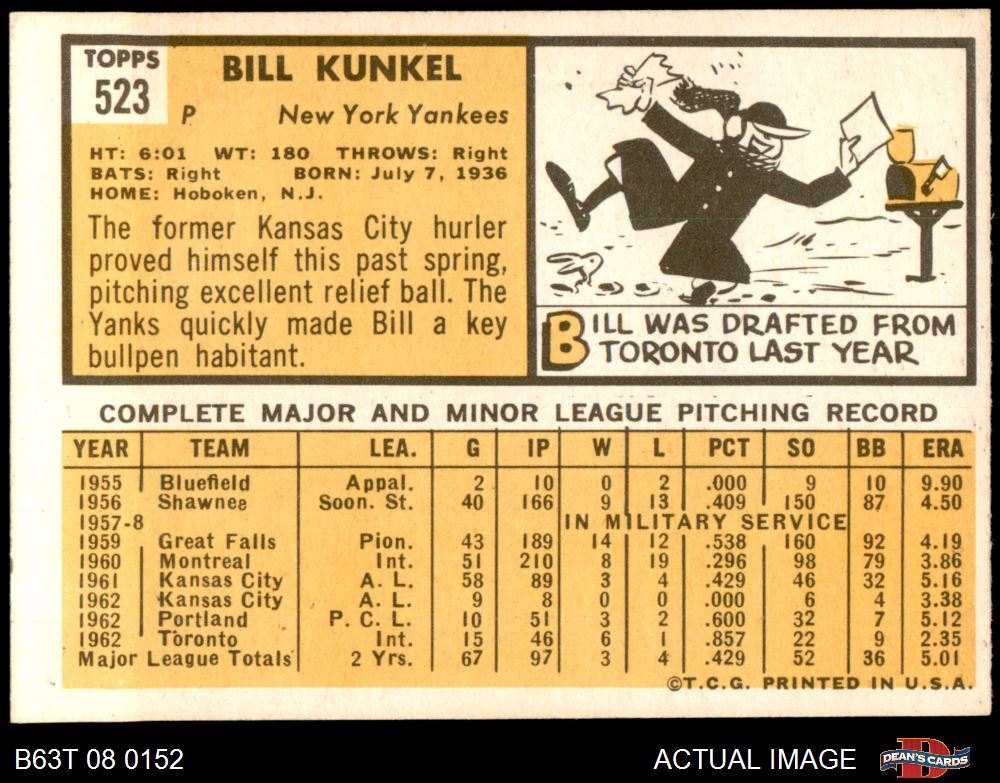 TOPPS
523
BILL KUNKEL
P New York Yankees
HT: 6:01 WT: 180 THROWS: Right
BATS: Right BORN: July 7, 1936
HOME: Hoboken, N.J.
The former Kansas City hurler
proved himself this past spring,
pitching excellent relief ball. The
Yanks quickly made Bill a key
bullpen habitant.
BILL WAS DRAFTED FROM
TORONTO LAST YEAR
COMPLETE MAJOR AND MINOR LEAGUE PITCHING RECORD
YEAR TEAM LEA. G IP W L PCT SO BB ERA
1955 Bluefield Appal. 2 10 0 2 .000 9 10 9.90
1956 Shawnee Soon. St. 40 166 9 13 .409 150 87 4.50
1957-8 IN MILITARY SERVICE
1959 Great Falls Pion. 43 189 14 12 .538 160 92 4.19
1960 Montreal Int. 51 210 8 19 .296 98 79 3.86
1961 Kansas City A. L. 58 89 3 4 .429 46 32 5.16
1962 Kansas City A. L. 9 8 0 0 .000 6 4 3.38
1962 Portland P. C. L. 10 51 3 2 .600 32 7 5.12
1962 Toronto Int. 15 46 6 1 .857 22 9 2.35
Major League Totals 2 Yrs. 67 97 3 4 .429 52 36 5.01
©T.C.G. PRINTED IN U.S.A.
B63T 08 0152 ACTUAL IMAGE DEAN'S CARDS